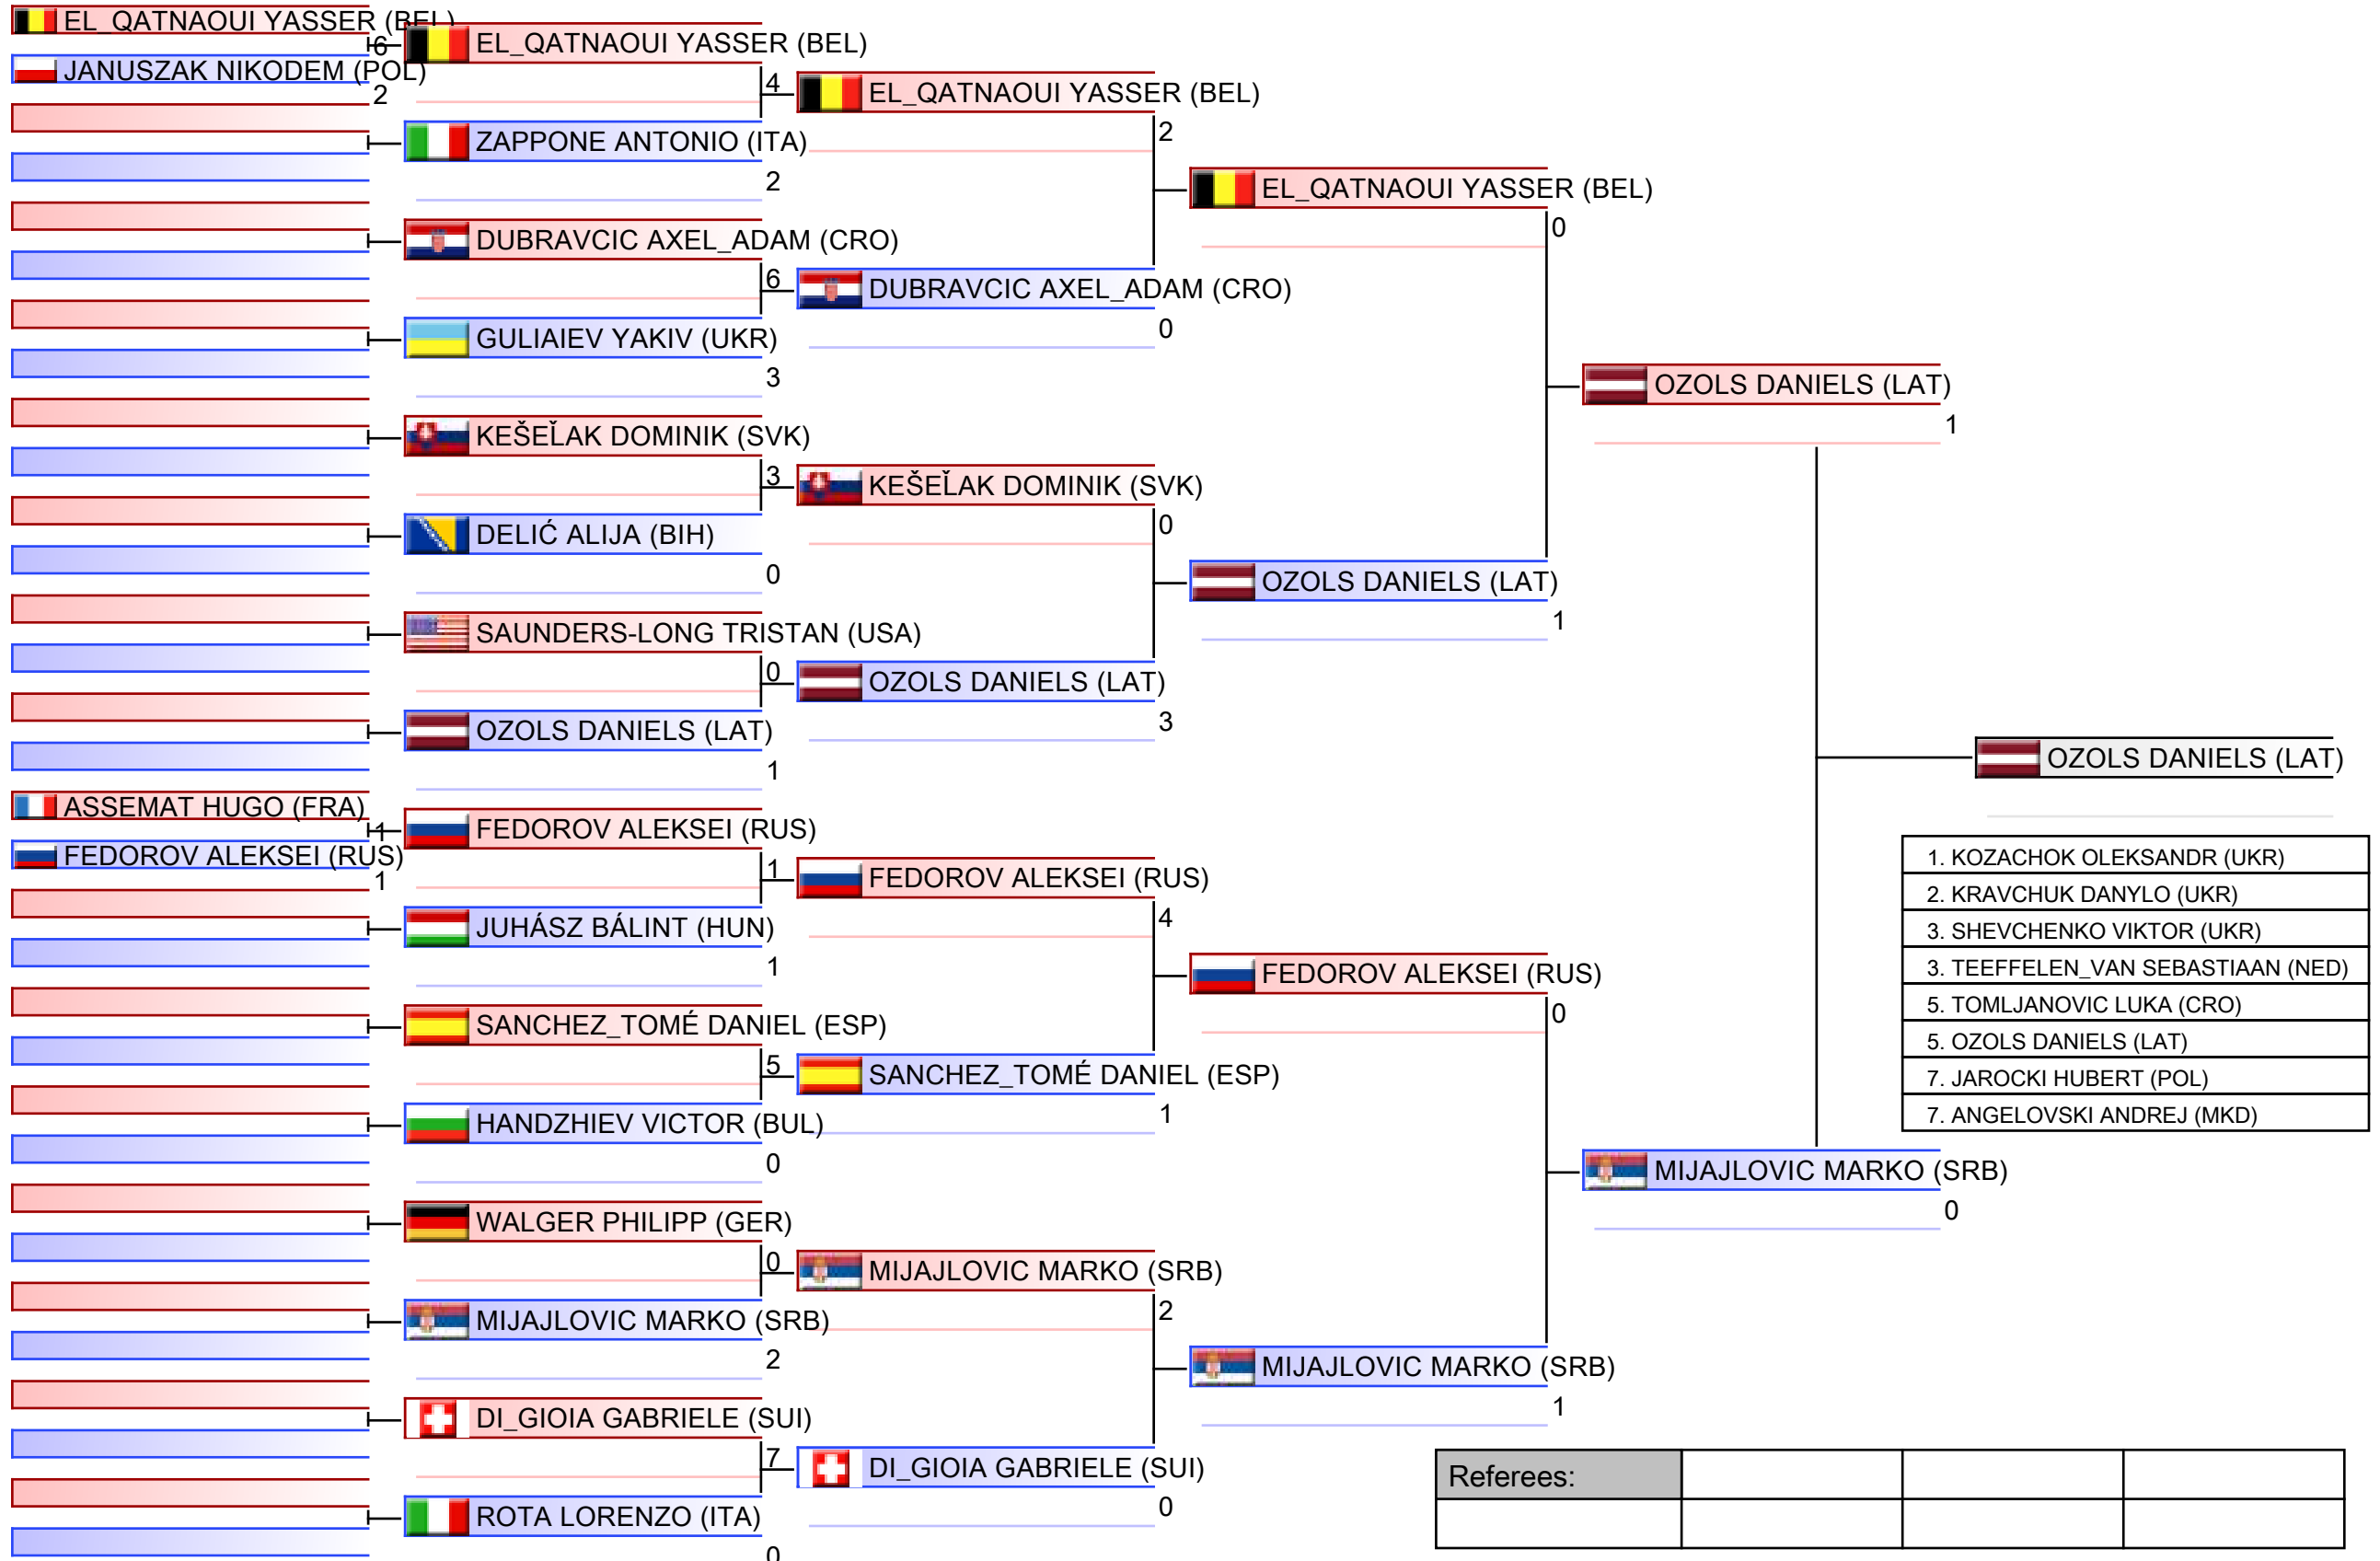 EL_QATNAOUI YASSER (BEL)
6
JANUSZAK NIKODEM (POL)
2
ASSEMAT HUGO (FRA)
1
FEDOROV ALEKSEI (RUS)
1
EL_QATNAOUI YASSER (BEL)
4
ZAPPONE ANTONIO (ITA)
2
DUBRAVCIC AXEL_ADAM (CRO)
6
GULIAIEV YAKIV (UKR)
3
KEŠEĽAK DOMINIK (SVK)
3
DELIĆ ALIJA (BIH)
0
SAUNDERS-LONG TRISTAN (USA)
0
OZOLS DANIELS (LAT)
1
FEDOROV ALEKSEI (RUS)
1
JUHÁSZ BÁLINT (HUN)
1
SANCHEZ_TOMÉ DANIEL (ESP)
5
HANDZHIEV VICTOR (BUL)
0
WALGER PHILIPP (GER)
0
MIJAJLOVIC MARKO (SRB)
2
DI_GIOIA GABRIELE (SUI)
7
ROTA LORENZO (ITA)
0
EL_QATNAOUI YASSER (BEL)
2
DUBRAVCIC AXEL_ADAM (CRO)
0
KEŠEĽAK DOMINIK (SVK)
0
OZOLS DANIELS (LAT)
3
FEDOROV ALEKSEI (RUS)
4
SANCHEZ_TOMÉ DANIEL (ESP)
1
MIJAJLOVIC MARKO (SRB)
2
DI_GIOIA GABRIELE (SUI)
0
EL_QATNAOUI YASSER (BEL)
0
OZOLS DANIELS (LAT)
1
FEDOROV ALEKSEI (RUS)
0
MIJAJLOVIC MARKO (SRB)
1
OZOLS DANIELS (LAT)
1
MIJAJLOVIC MARKO (SRB)
0
OZOLS DANIELS (LAT)
1. KOZACHOK OLEKSANDR (UKR)
2. KRAVCHUK DANYLO (UKR)
3. SHEVCHENKO VIKTOR (UKR)
3. TEEFFELEN_VAN SEBASTIAAN (NED)
5. TOMLJANOVIC LUKA (CRO)
5. OZOLS DANIELS (LAT)
7. JAROCKI HUBERT (POL)
7. ANGELOVSKI ANDREJ (MKD)
Referees: